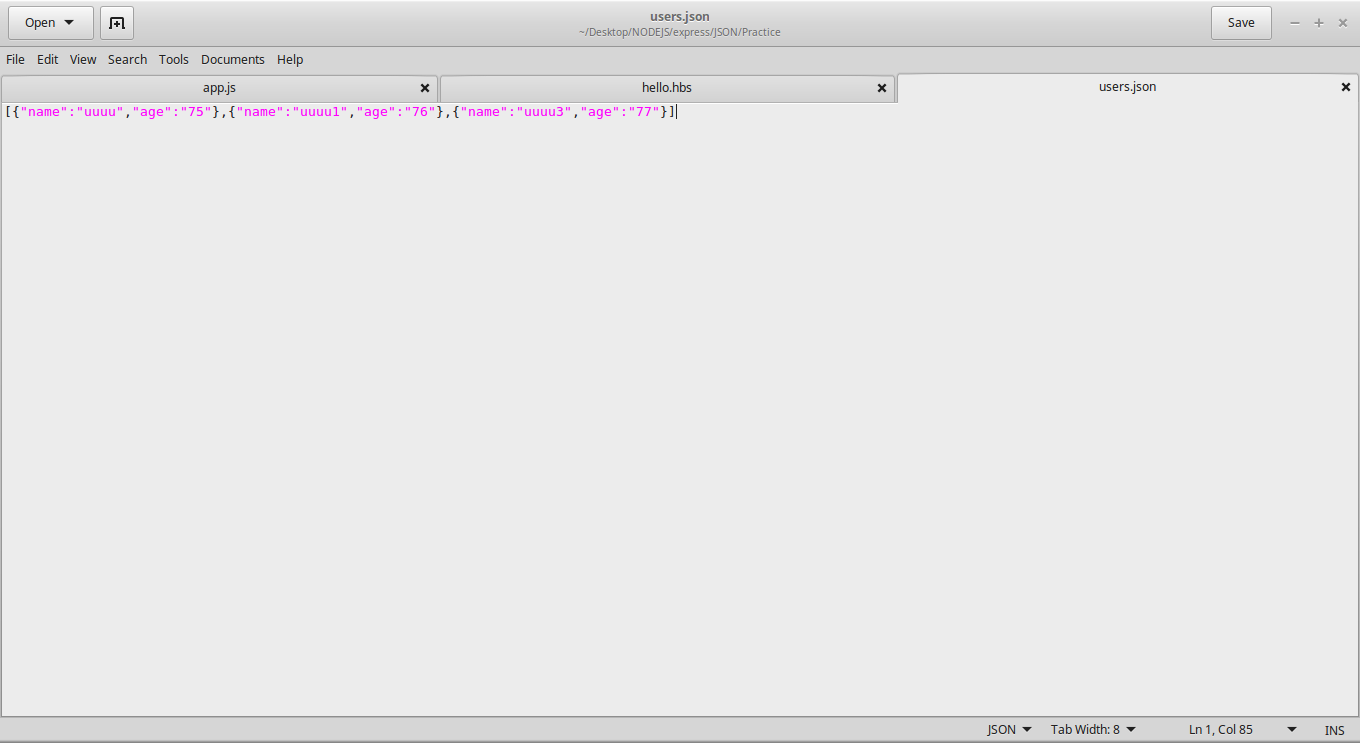 Open
users.json
~/Desktop/NODEJS/express/JSON/Practice
Save
File Edit View Search Tools Documents Help
app.js
hello.hbs
users.json
[{"name":"uuuu","age":"75"},{"name":"uuuu1","age":"76"},{"name":"uuuu3","age":"77"}]
JSON
Tab Width: 8
Ln 1, Col 85
INS